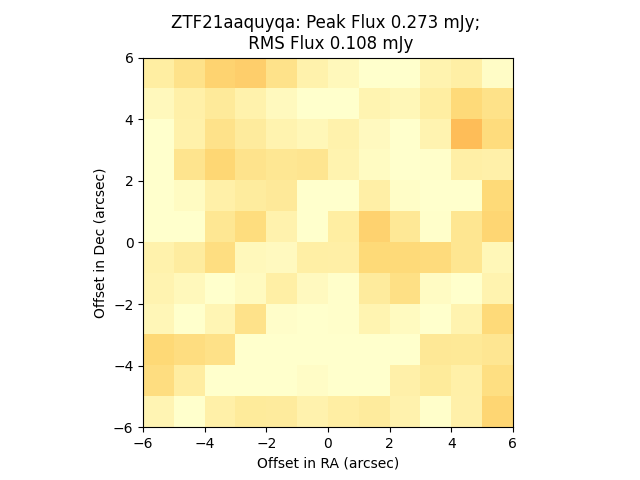 ZTF21aaquyqa: Peak Flux 0.273 mJy;
RMS Flux 0.108 mJy
6
4
2
0
−2
−4
−6
Offset in Dec (arcsec)
−6 −4 −2 0 2 4 6
Offset in RA (arcsec)